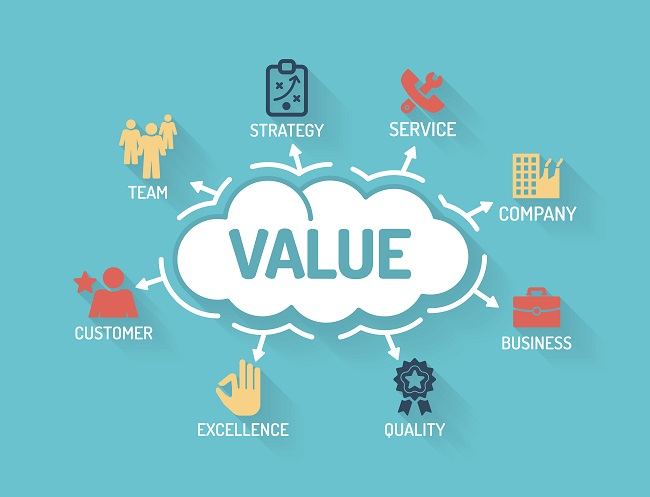 STRATEGY
SERVICE
TEAM
COMPANY
VALUE
CUSTOMER
BUSINESS
EXCELLENCE
QUALITY